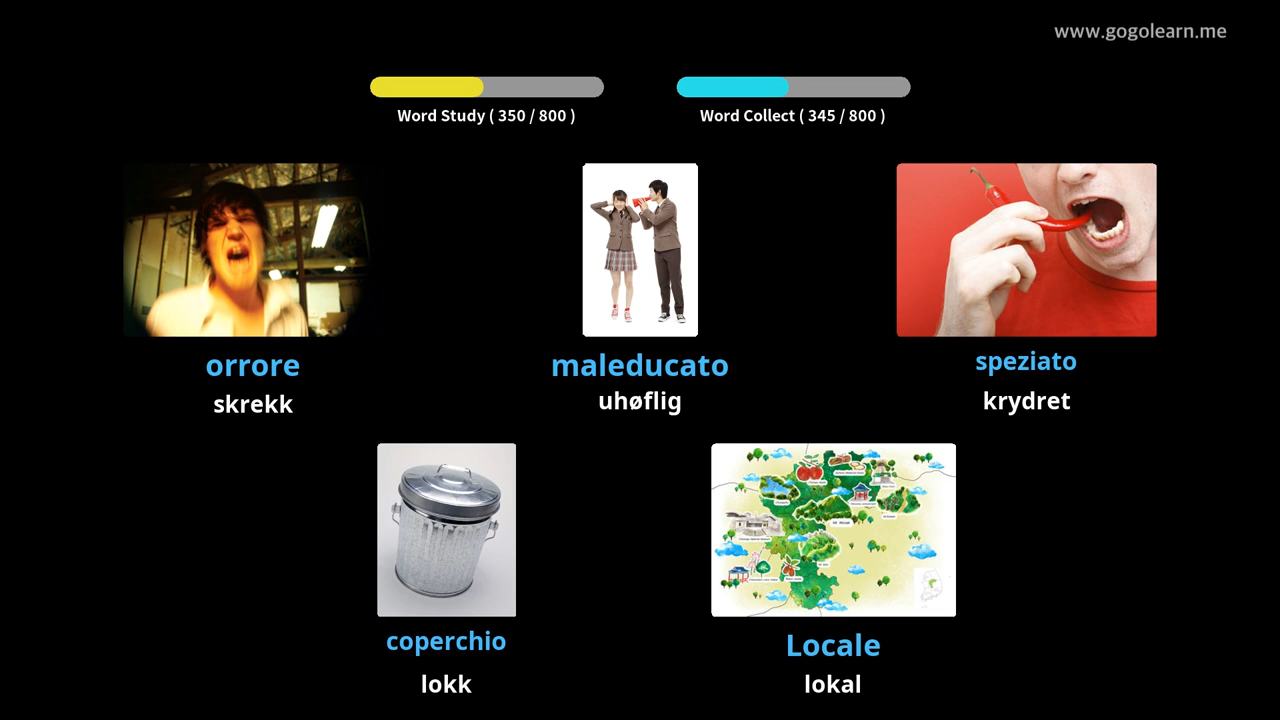 www.gogolearn.me
Word Study ( 350 / 800 )
Word Collect ( 345 / 800 )
orrore
maleducato
speziato
skrekk
uhøflig
krydret
coperchio
Locale
lokk
lokal